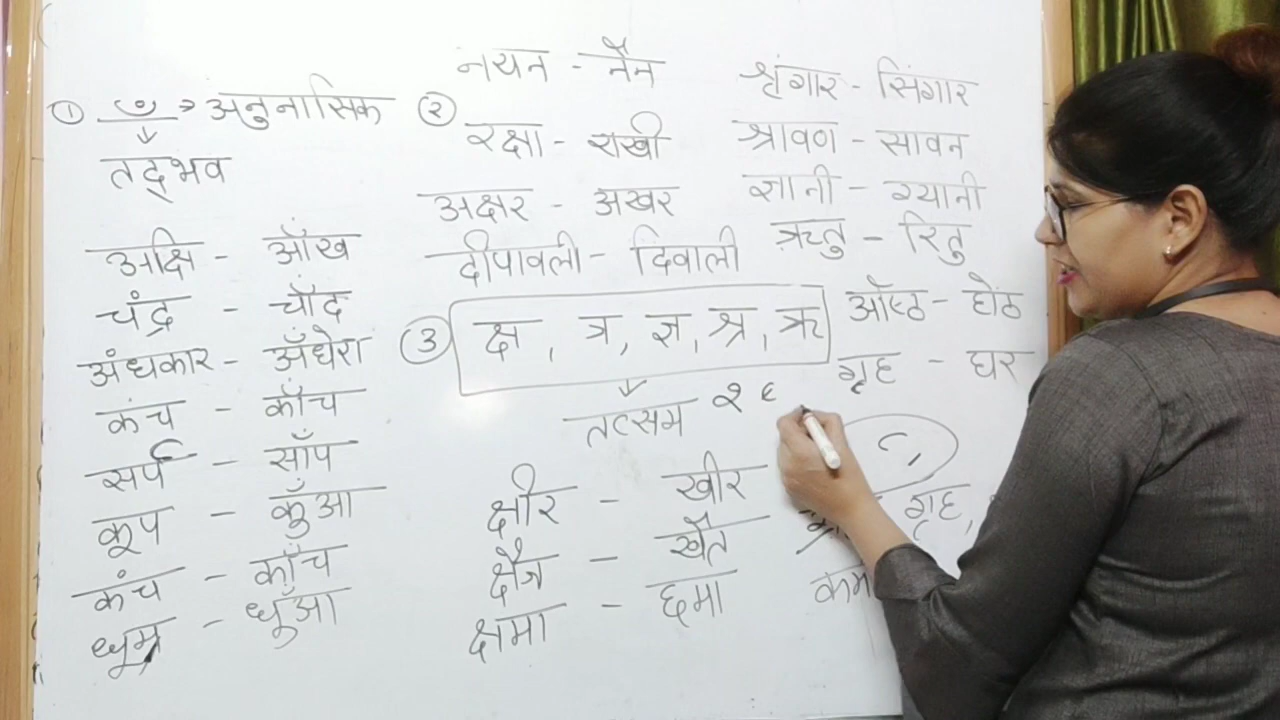 ① ँ → अनुनासिक
↓
तद्भव
अक्षि - आँख
चंद्र - चाँद
अंधकार - अँधेरा
कंच - काँच
सर्प - साँप
कूप - कुँआ
कंच - काँच
धूम्र - धूँआ
②
नयन - नैन
रक्षा - राखी
अक्षर - अखर
दीपावली - दिवाली
③ क्ष, त्र, ज्ञ, श्र, ऋ
↓
तत्सम
क्षीर - खीर
क्षैत्र - खैत
क्षमा - छमा
श्रृंगार - सिंगार
श्रावण - सावन
ज्ञानी - ग्यानी
ऋतु - रितु
ओष्ठ - होंठ
गृह - घर
गृह,